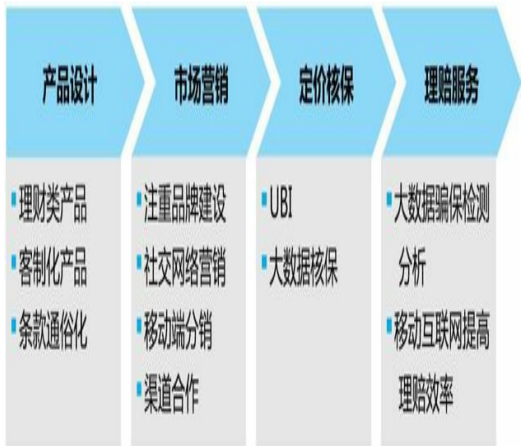 产品设计
市场营销
定价核保
理赔服务
理财类产品
客制化产品
条款通俗化
注重品牌建设
社交网络营销
移动端分销
渠道合作
UBI
大数据核保
大数据骗保检测
分析
移动互联网提高
理赔效率